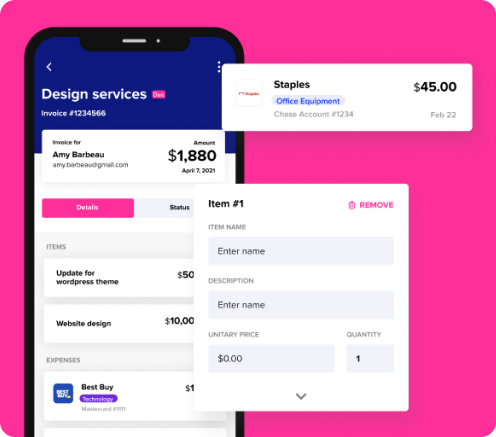 Design services Due
Invoice #1234566
Invoice for
Amount
Amy Barbeau
$1,880
amy.barbeau@gmail.com
April 7, 2021
Details
Status
ITEMS
Update for
wordpress theme
$50
Website design
$10,00
EXPENSES
BEST
BUY
Best Buy
$1
Technology
Mastercard #1111
Staples
Staples
$45.00
Office Equipment
Chase Account #1234
Feb 22
Item #1
REMOVE
ITEM NAME
Enter name
DESCRIPTION
Enter name
UNITARY PRICE
QUANTITY
$0.00
1